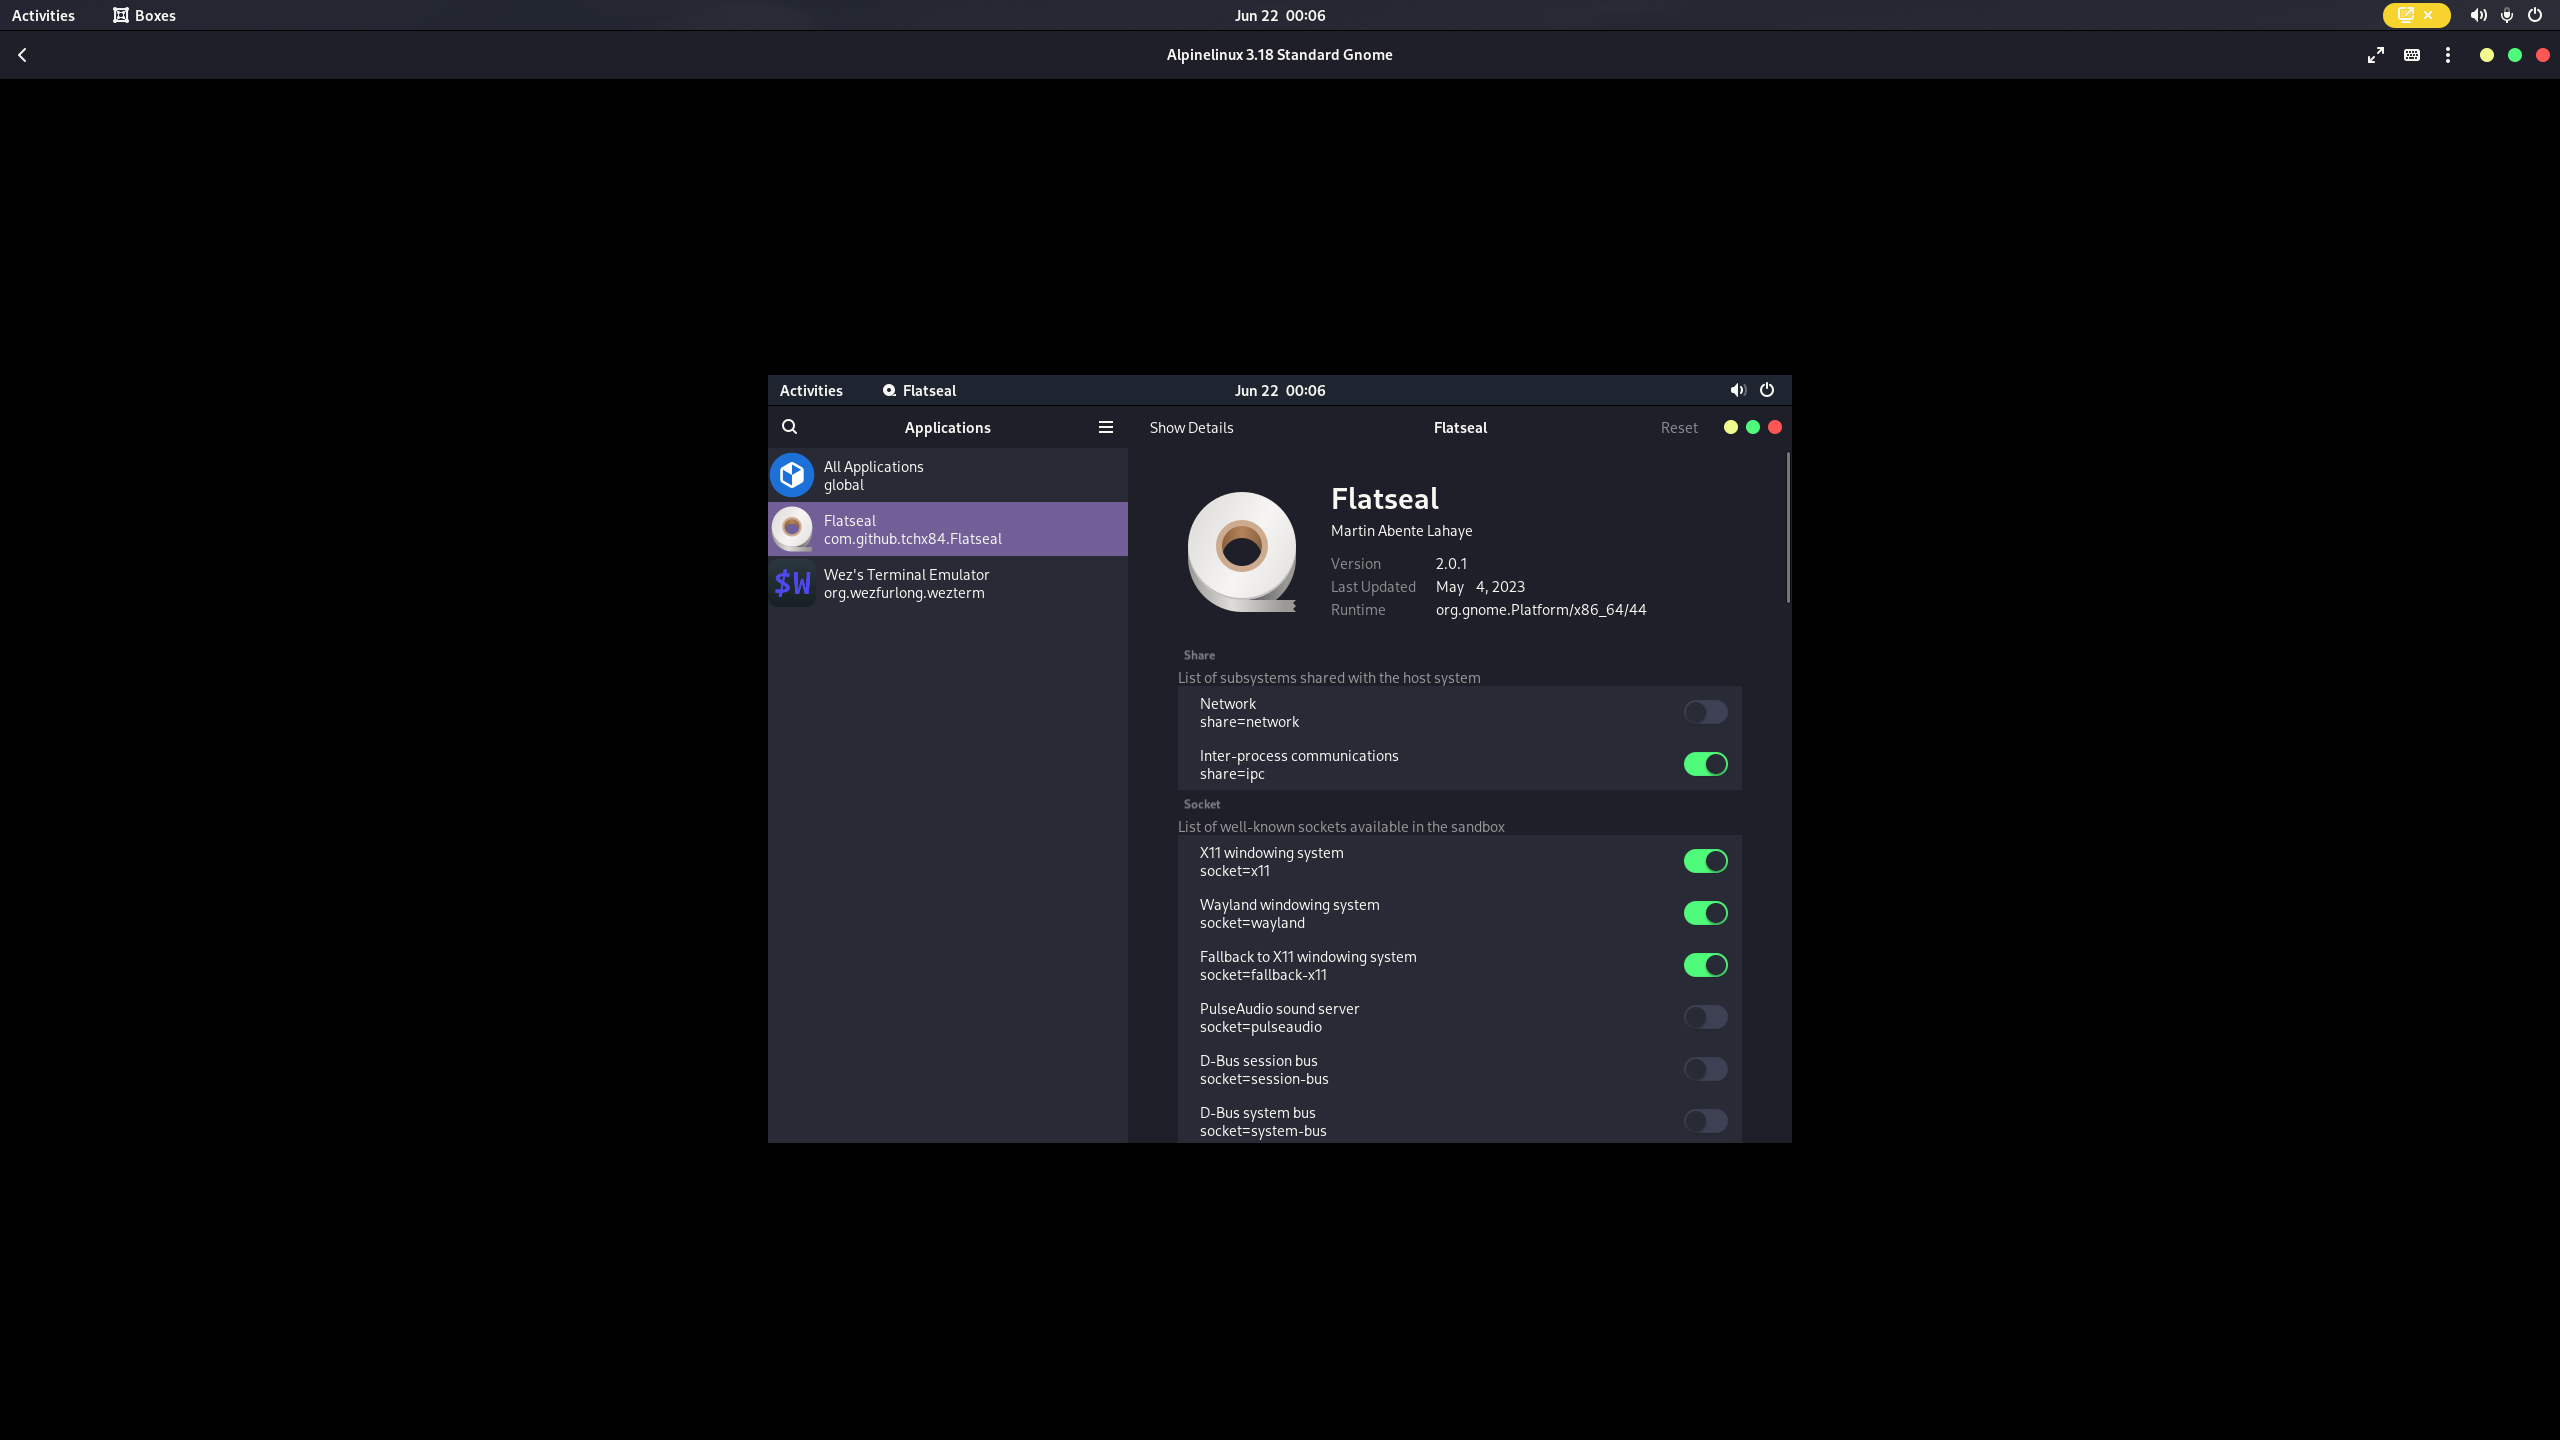 Activities Boxes Jun 22 00:06
Alpinelinux 3.18 Standard Gnome
Activities Flatseal Jun 22 00:06
Applications
Show Details Flatseal Reset
All Applications
global
Flatseal
com.github.tchx84.Flatseal
$W
Wez's Terminal Emulator
org.wezfurlong.wezterm
Flatseal
Martin Abente Lahaye
Version 2.0.1
Last Updated May 4, 2023
Runtime org.gnome.Platform/x86_64/44
Share
List of subsystems shared with the host system
Network
share=network
Inter-process communications
share=ipc
Socket
List of well-known sockets available in the sandbox
X11 windowing system
socket=x11
Wayland windowing system
socket=wayland
Fallback to X11 windowing system
socket=fallback-x11
PulseAudio sound server
socket=pulseaudio
D-Bus session bus
socket=session-bus
D-Bus system bus
socket=system-bus